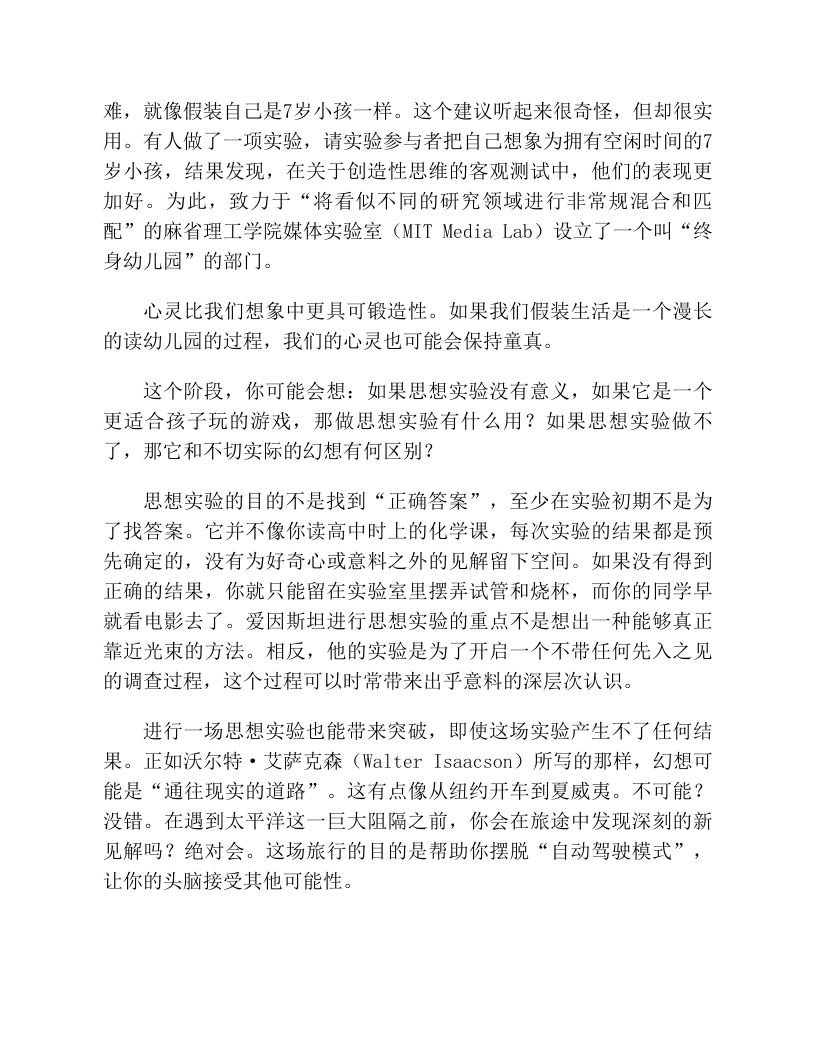 难，就像假装自己是7岁小孩一样。这个建议听起来很奇怪，但却很实
用。有人做了一项实验，请实验参与者把自己想象为拥有空闲时间的7
岁小孩，结果发现，在关于创造性思维的客观测试中，他们的表现更
加好。为此，致力于“将看似不同的研究领域进行非常规混合和匹
配”的麻省理工学院媒体实验室（MIT Media Lab）设立了一个叫“终
身幼儿园”的部门。
心灵比我们想象中更具可锻造性。如果我们假装生活是一个漫长
的读幼儿园的过程，我们的心灵也可能会保持童真。
这个阶段，你可能会想：如果思想实验没有意义，如果它是一个
更适合孩子玩的游戏，那做思想实验有什么用？如果思想实验做不
了，那它和不切实际的幻想有何区别？
思想实验的目的不是找到“正确答案”，至少在实验初期不是为
了找答案。它并不像你读高中时上的化学课，每次实验的结果都是预
先确定的，没有为好奇心或意料之外的见解留下空间。如果没有得到
正确的结果，你就只能留在实验室里摆弄试管和烧杯，而你的同学早
就看电影去了。爱因斯坦进行思想实验的重点不是想出一种能够真正
靠近光束的方法。相反，他的实验是为了开启一个不带任何先入之见
的调查过程，这个过程可以时常带来出乎意料的深层次认识。
进行一场思想实验也能带来突破，即使这场实验产生不了任何结
果。正如沃尔特·艾萨克森（Walter Isaacson）所写的那样，幻想可
能是“通往现实的道路”。这有点像从纽约开车到夏威夷。不可能？
没错。在遇到太平洋这一巨大阻隔之前，你会在旅途中发现深刻的新
见解吗？绝对会。这场旅行的目的是帮助你摆脱“自动驾驶模式”，
让你的头脑接受其他可能性。